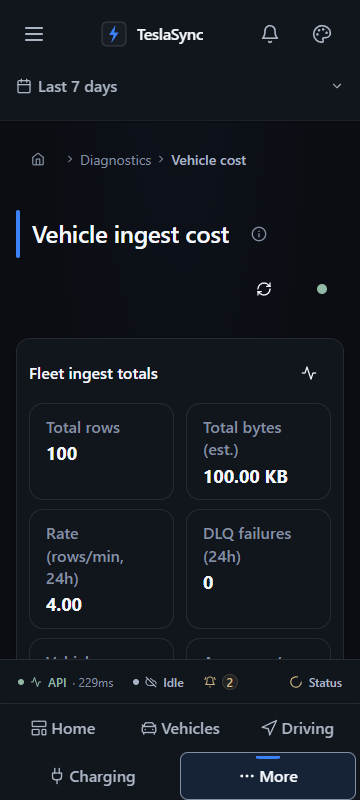 TeslaSync
Last 7 days
Diagnostics
Vehicle cost
Vehicle ingest cost
Fleet ingest totals
Total rows
100
Total bytes
(est.)
100.00 KB
Rate
(rows/min,
24h)
4.00
DLQ failures
(24h)
0
API · 229ms
Idle
2
Status
Home
Vehicles
Driving
Charging
More